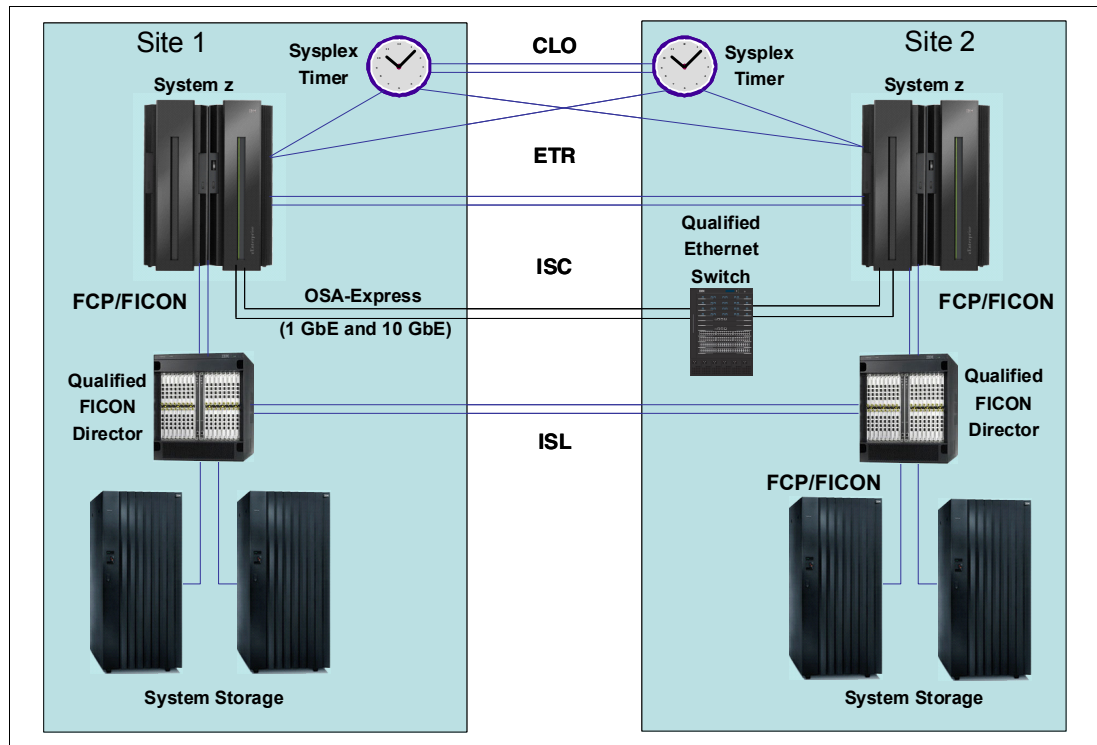 Site 1
Sysplex
Timer
CLO
Sysplex
Timer
Site 2
System z
System z
ETR
Qualified
Ethernet
Switch
ISC
FCP/FICON
OSA-Express
(1 GbE and 10 GbE)
FCP/FICON
Qualified
FICON
Director
Qualified
FICON
Director
ISL
FCP/FICON
System Storage
System Storage